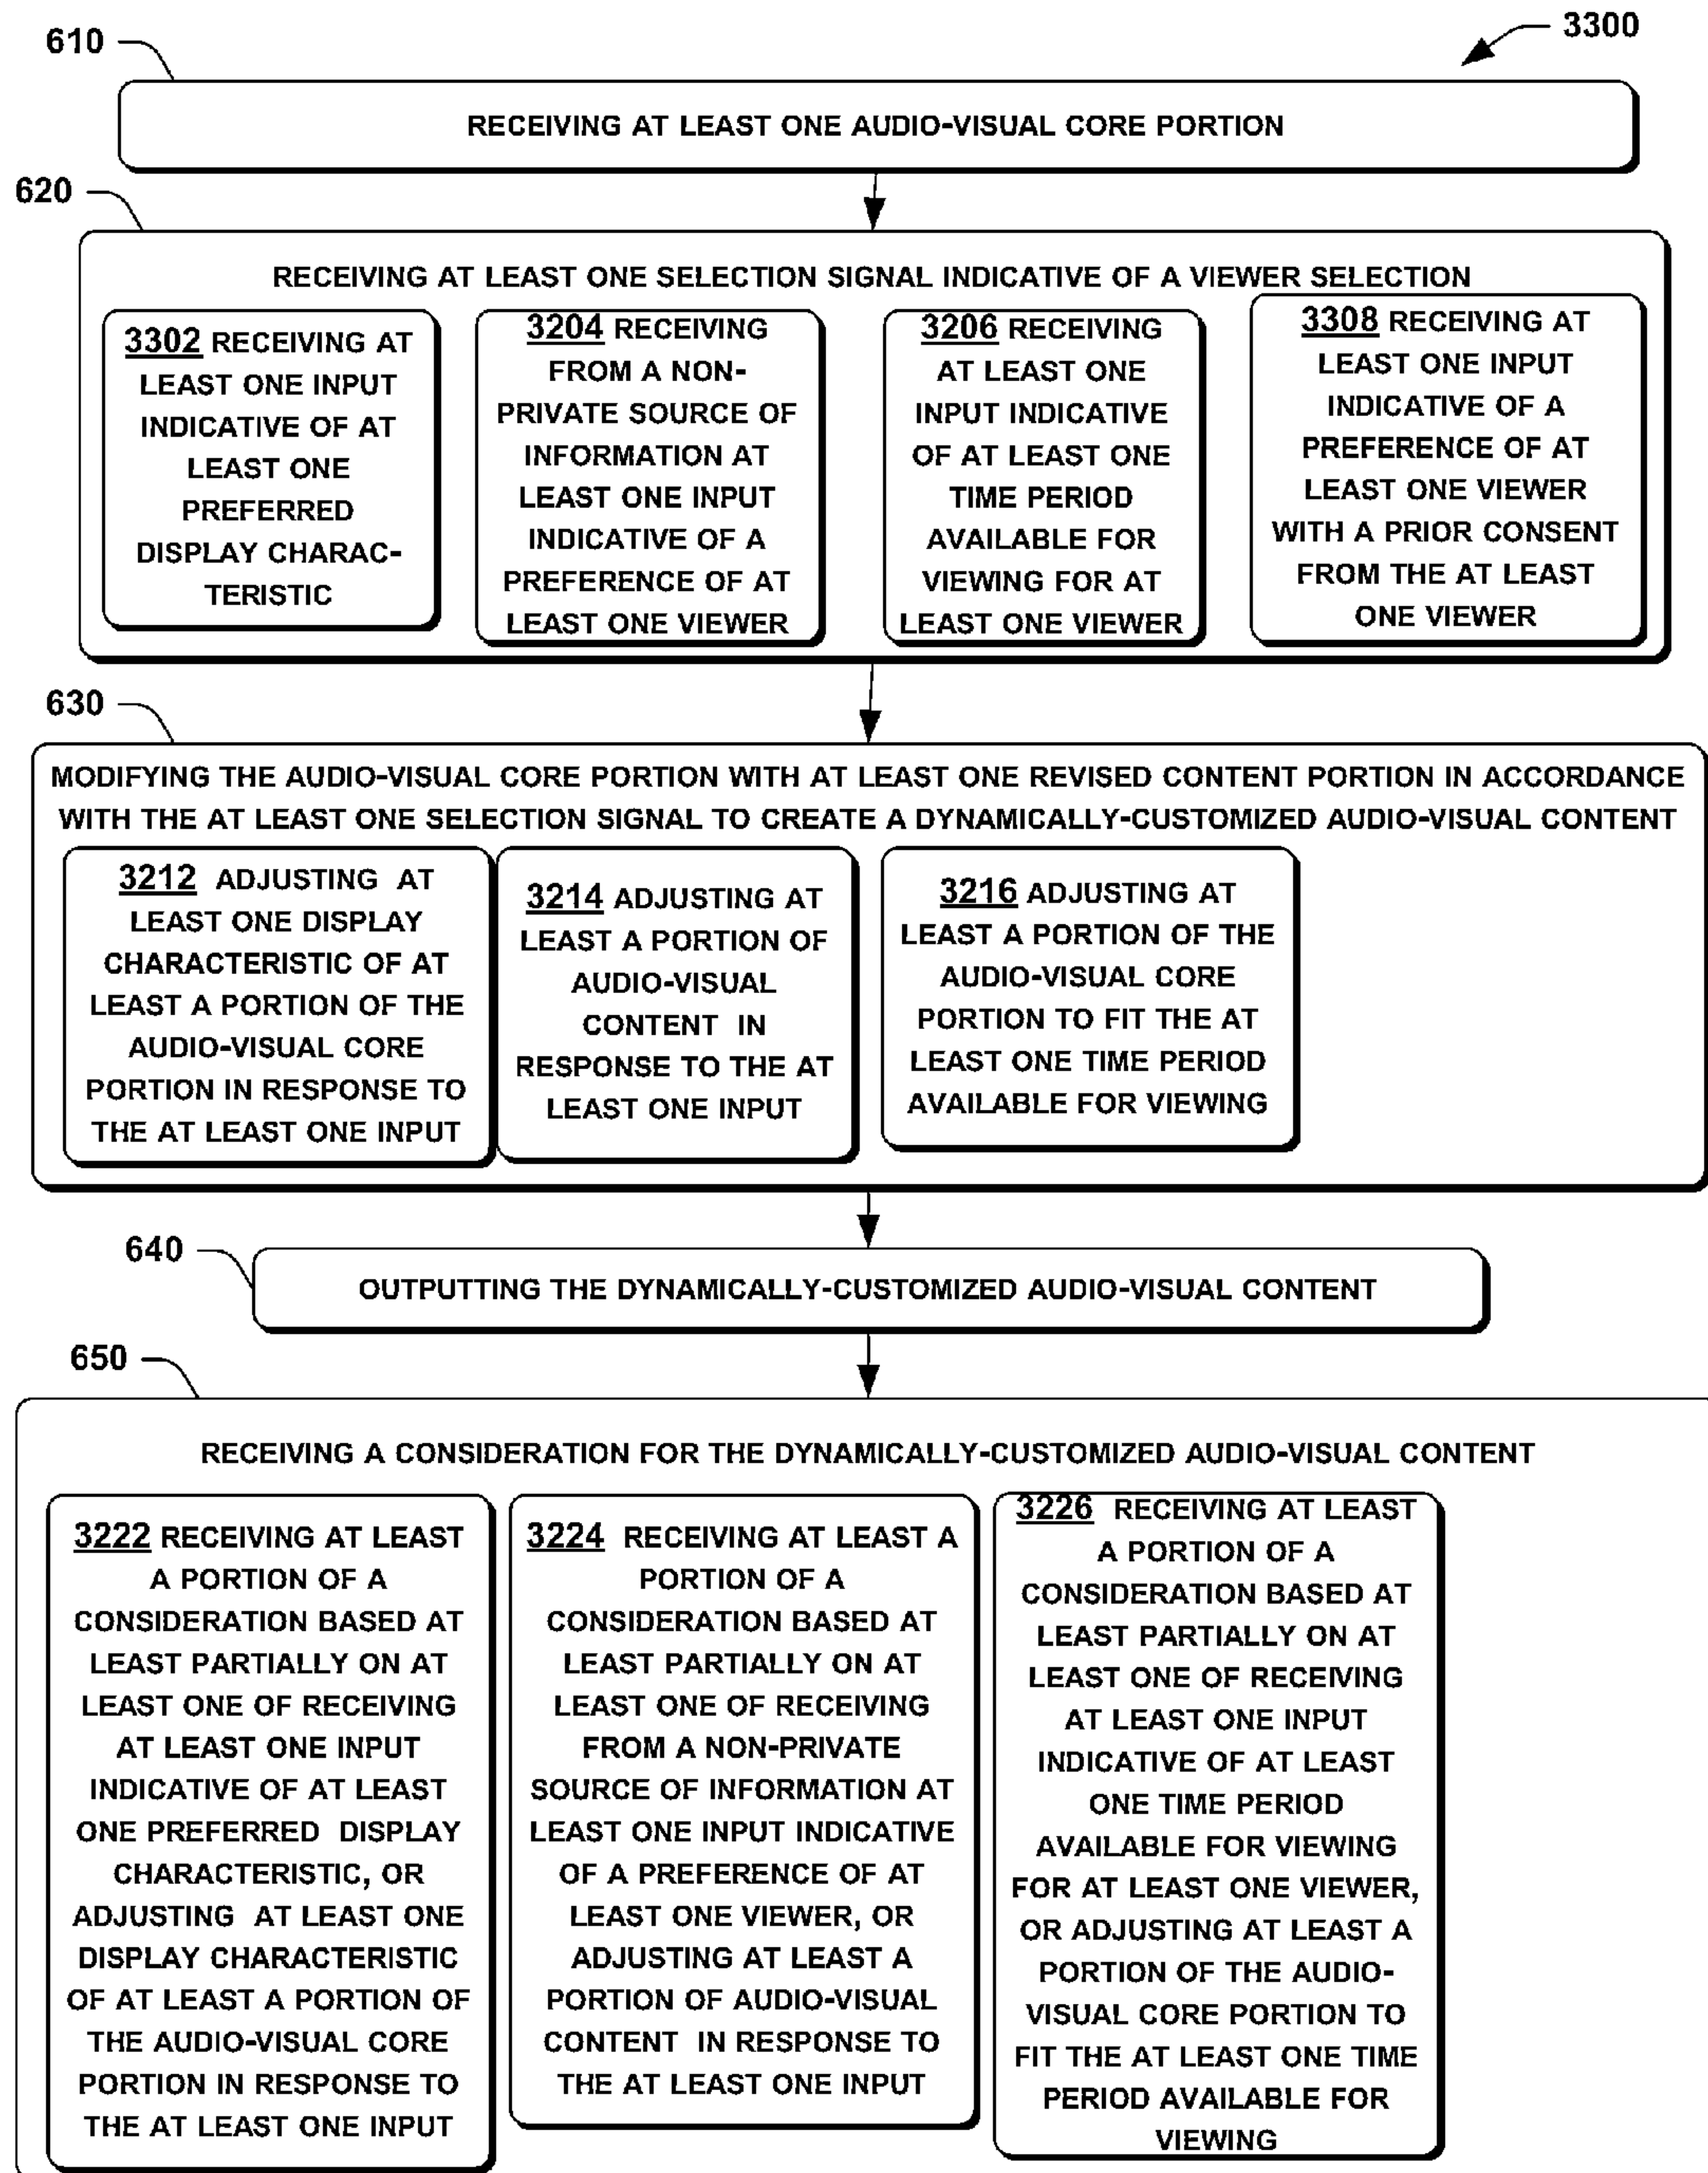 610
3300
RECEIVING AT LEAST ONE AUDIO-VISUAL CORE PORTION
620
RECEIVING AT LEAST ONE SELECTION SIGNAL INDICATIVE OF A VIEWER SELECTION
3302 RECEIVING AT
LEAST ONE INPUT
INDICATIVE OF AT
LEAST ONE
PREFERRED
DISPLAY CHARAC-
TERISTIC
3204 RECEIVING
FROM A NON-
PRIVATE SOURCE OF
INFORMATION AT
LEAST ONE INPUT
INDICATIVE OF A
PREFERENCE OF AT
LEAST ONE VIEWER
3206 RECEIVING
AT LEAST ONE
INPUT INDICATIVE
OF AT LEAST ONE
TIME PERIOD
AVAILABLE FOR
VIEWING FOR AT
LEAST ONE VIEWER
3308 RECEIVING AT
LEAST ONE INPUT
INDICATIVE OF A
PREFERENCE OF AT
LEAST ONE VIEWER
WITH A PRIOR CONSENT
FROM THE AT LEAST
ONE VIEWER
630
MODIFYING THE AUDIO-VISUAL CORE PORTION WITH AT LEAST ONE REVISED CONTENT PORTION IN ACCORDANCE
WITH THE AT LEAST ONE SELECTION SIGNAL TO CREATE A DYNAMICALLY-CUSTOMIZED AUDIO-VISUAL CONTENT
3212 ADJUSTING AT
LEAST ONE DISPLAY
CHARACTERISTIC OF AT
LEAST A PORTION OF THE
AUDIO-VISUAL CORE
PORTION IN RESPONSE TO
THE AT LEAST ONE INPUT
3214 ADJUSTING AT
LEAST A PORTION OF
AUDIO-VISUAL
CONTENT IN
RESPONSE TO THE AT
LEAST ONE INPUT
3216 ADJUSTING AT
LEAST A PORTION OF THE
AUDIO-VISUAL CORE
PORTION TO FIT THE AT
LEAST ONE TIME PERIOD
AVAILABLE FOR VIEWING
640
OUTPUTTING THE DYNAMICALLY-CUSTOMIZED AUDIO-VISUAL CONTENT
650
RECEIVING A CONSIDERATION FOR THE DYNAMICALLY-CUSTOMIZED AUDIO-VISUAL CONTENT
3222 RECEIVING AT LEAST
A PORTION OF A
CONSIDERATION BASED AT
LEAST PARTIALLY ON AT
LEAST ONE OF RECEIVING
AT LEAST ONE INPUT
INDICATIVE OF AT LEAST
ONE PREFERRED DISPLAY
CHARACTERISTIC, OR
ADJUSTING AT LEAST ONE
DISPLAY CHARACTERISTIC
OF AT LEAST A PORTION OF
THE AUDIO-VISUAL CORE
PORTION IN RESPONSE TO
THE AT LEAST ONE INPUT
3224 RECEIVING AT LEAST A
PORTION OF A
CONSIDERATION BASED AT
LEAST PARTIALLY ON AT
LEAST ONE OF RECEIVING
FROM A NON-PRIVATE
SOURCE OF INFORMATION AT
LEAST ONE INPUT INDICATIVE
OF A PREFERENCE OF AT
LEAST ONE VIEWER, OR
ADJUSTING AT LEAST A
PORTION OF AUDIO-VISUAL
CONTENT IN RESPONSE TO
THE AT LEAST ONE INPUT
3226 RECEIVING AT LEAST
A PORTION OF A
CONSIDERATION BASED AT
LEAST PARTIALLY ON AT
LEAST ONE OF RECEIVING
AT LEAST ONE INPUT
INDICATIVE OF AT LEAST
ONE TIME PERIOD
AVAILABLE FOR VIEWING
FOR AT LEAST ONE VIEWER,
OR ADJUSTING AT LEAST A
PORTION OF THE AUDIO-
VISUAL CORE PORTION TO
FIT THE AT LEAST ONE TIME
PERIOD AVAILABLE FOR
VIEWING